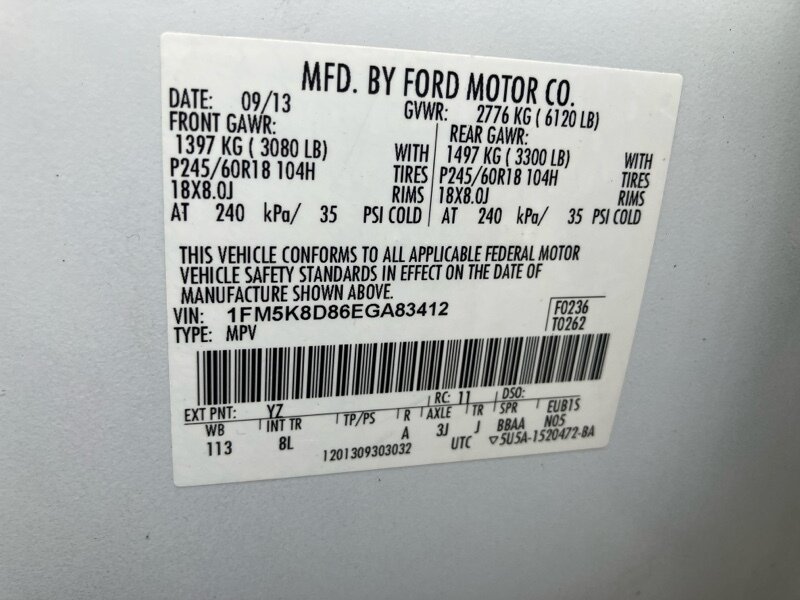 MFD. BY FORD MOTOR CO.
DATE: 09/13 GVWR: 2776 KG ( 6120 LB)
FRONT GAWR: REAR GAWR:
1397 KG ( 3080 LB) WITH 1497 KG ( 3300 LB) WITH
P245/60R18 104H TIRES P245/60R18 104H TIRES
18X8.0J RIMS 18X8.0J RIMS
AT 240 kPa/ 35 PSI COLD AT 240 kPa/ 35 PSI COLD
THIS VEHICLE CONFORMS TO ALL APPLICABLE FEDERAL MOTOR
VEHICLE SAFETY STANDARDS IN EFFECT ON THE DATE OF
MANUFACTURE SHOWN ABOVE.
VIN: 1FM5K8D86EGA83412 F0236
TYPE: MPV T0262
EXT PNT: YZ RC: 11 DSO:
WB INT TR TP/PS R AXLE TR SPR EUB1S
113 8L A 3J J BBAA N05
1201309303032 UTC ▽5U5A-1520472-BA